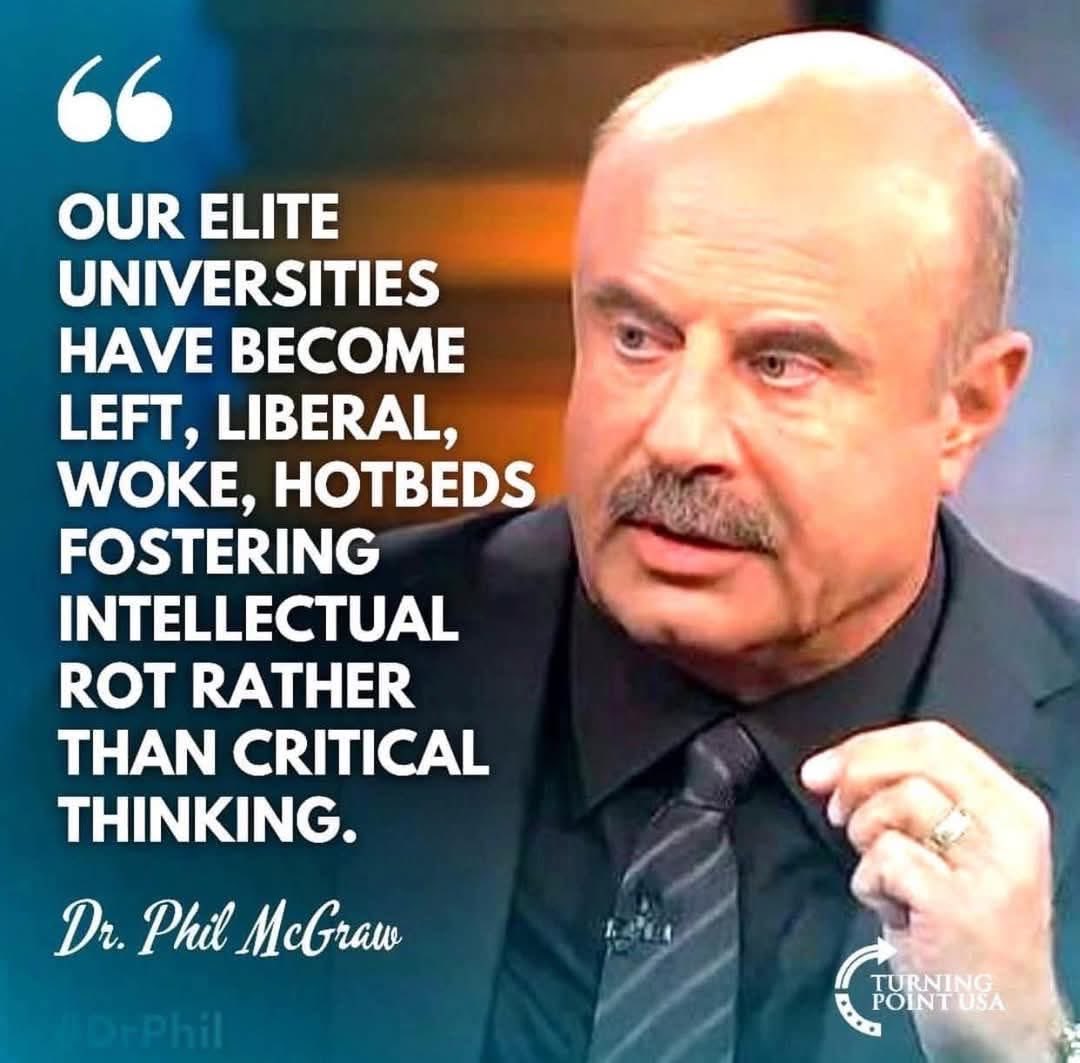 “
OUR ELITE
UNIVERSITIES
HAVE BECOME
LEFT, LIBERAL,
WOKE, HOTBEDS
FOSTERING
INTELLECTUAL
ROT RATHER
THAN CRITICAL
THINKING.
Dr. Phil McGraw
#DrPhil
TURNING
POINT USA